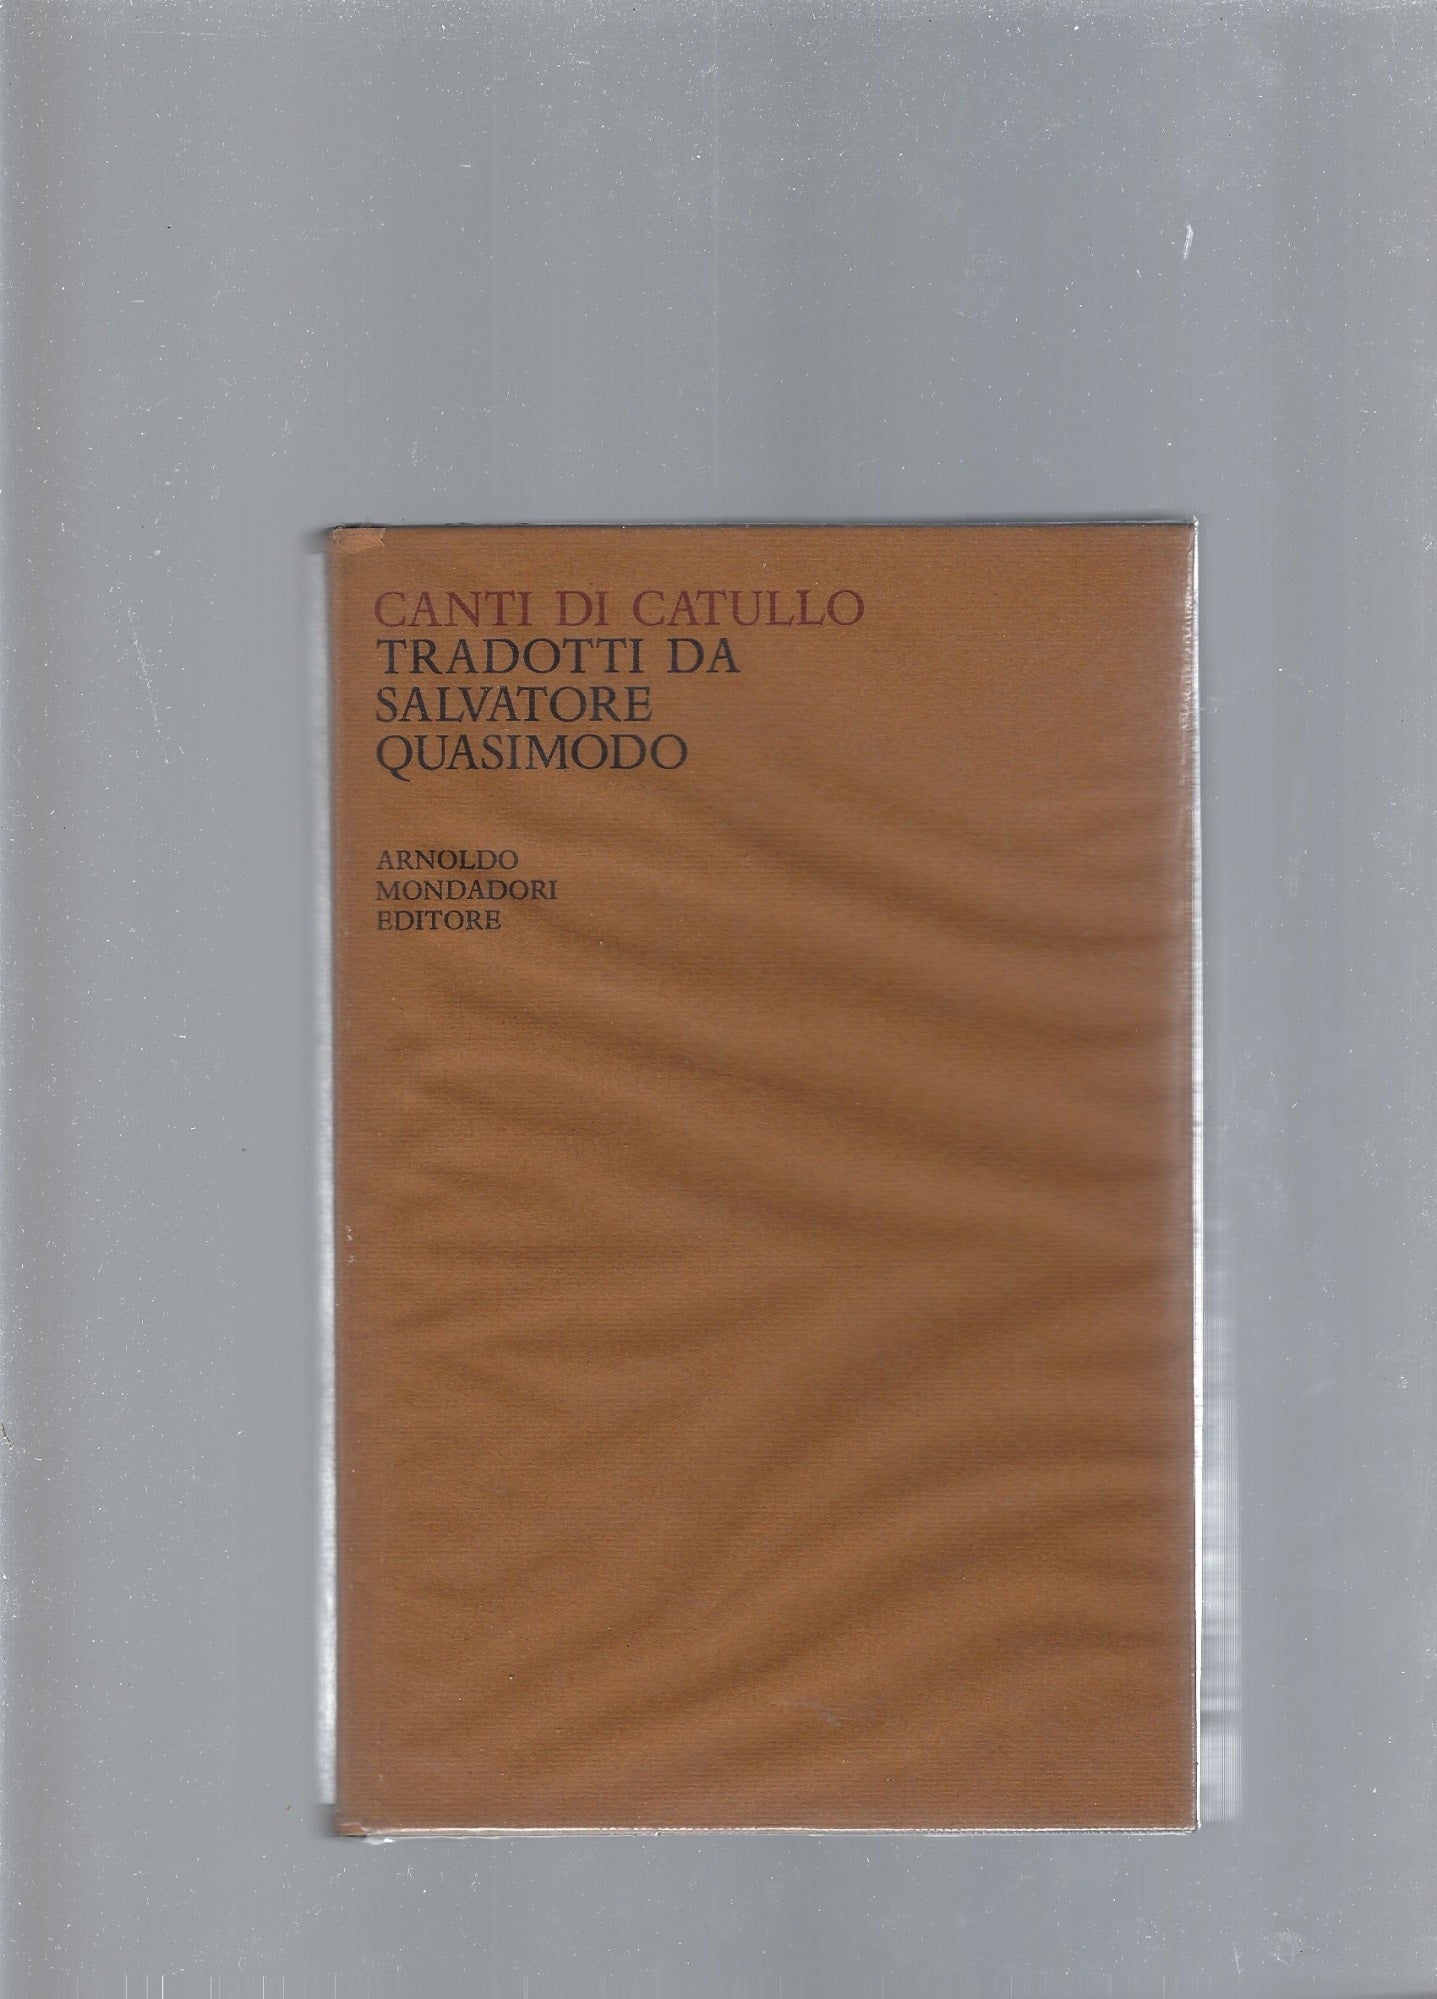 CANTI DI CATULLO
TRADOTTI DA
SALVATORE
QUASIMODO
ARNOLDO
MONDADORI
EDITORE